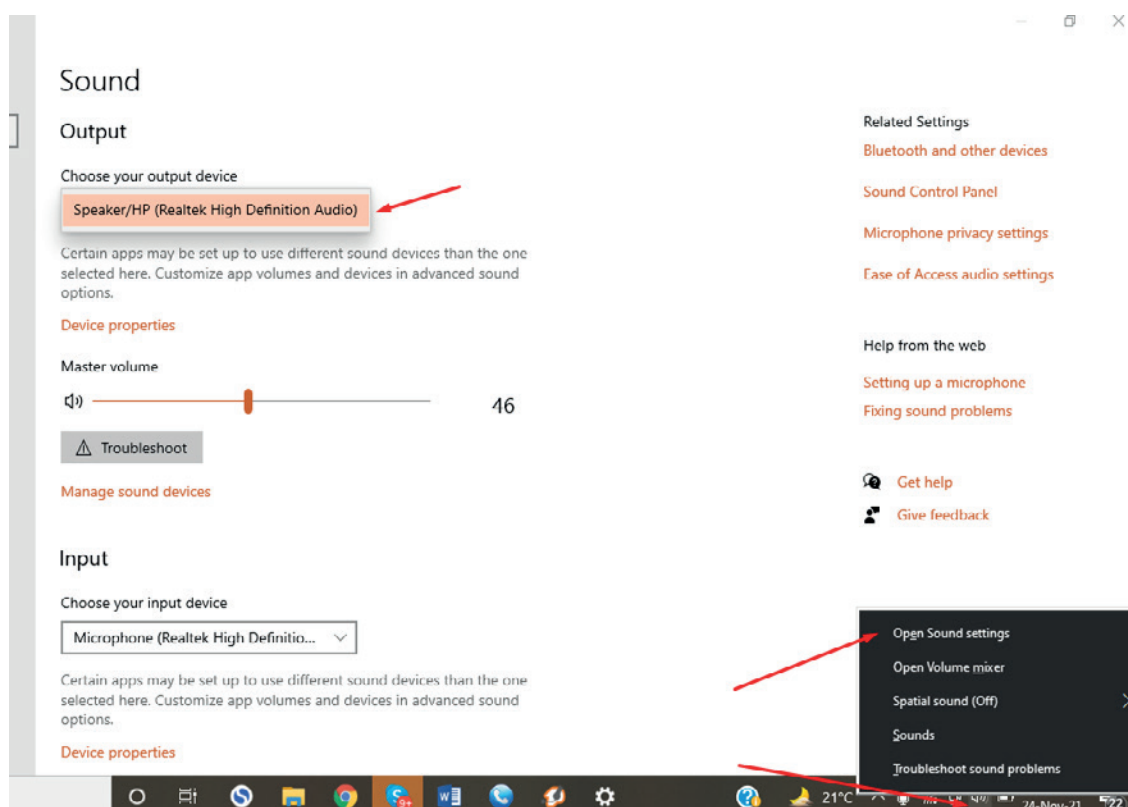 Sound
Output
Choose your output device
Speaker/HP (Realtek High Definition Audio)
Certain apps may be set up to use different sound devices than the one
selected here. Customize app volumes and devices in advanced sound
options.
Device properties
Master volume
46
Troubleshoot
Manage sound devices
Input
Choose your input device
Microphone (Realtek High Definitio...
Certain apps may be set up to use different sound devices than the one
selected here. Customize app volumes and devices in advanced sound
options.
Device properties
Related Settings
Bluetooth and other devices
Sound Control Panel
Microphone privacy settings
Ease of Access audio settings
Help from the web
Setting up a microphone
Fixing sound problems
Get help
Give feedback
Open Sound settings
Open Volume mixer
Spatial sound (Off)
Sounds
Troubleshoot sound problems
9+
21°C
24-Nov-21
22